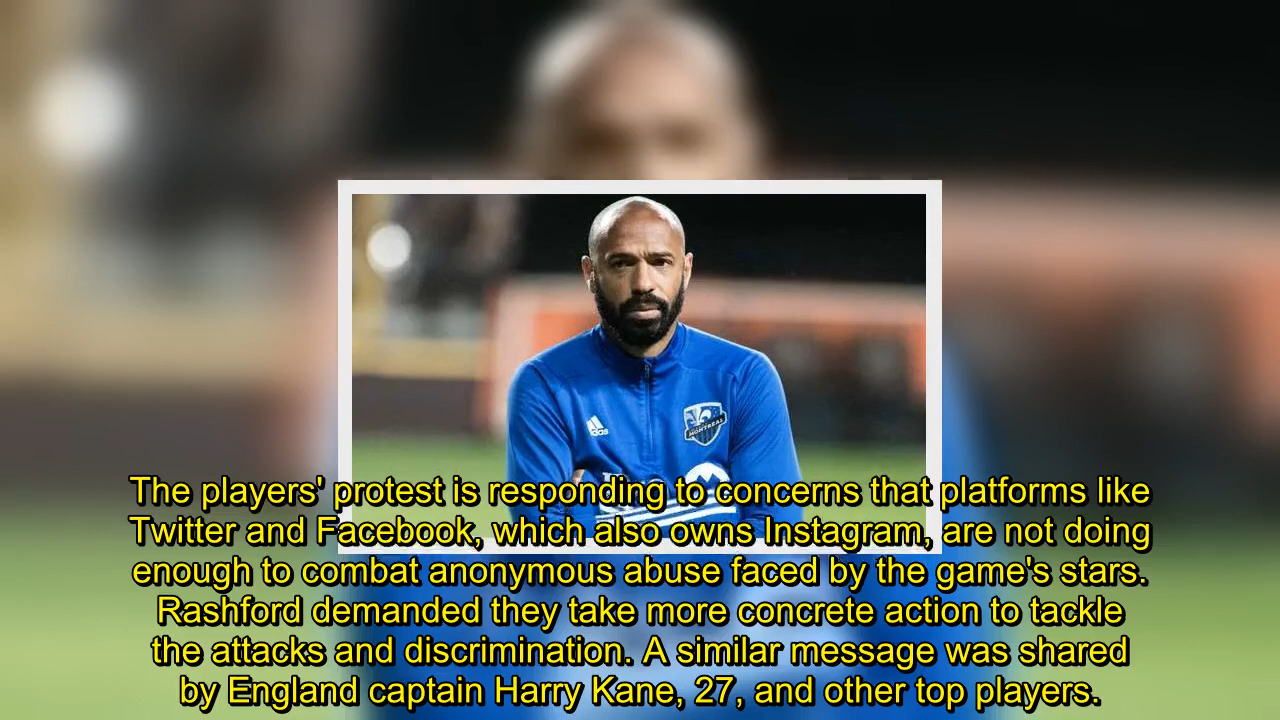 adidas
MONTRÉAL
The players' protest is responding to concerns that platforms like
Twitter and Facebook, which also owns Instagram, are not doing
enough to combat anonymous abuse faced by the game's stars.
Rashford demanded they take more concrete action to tackle
the attacks and discrimination. A similar message was shared
by England captain Harry Kane, 27, and other top players.